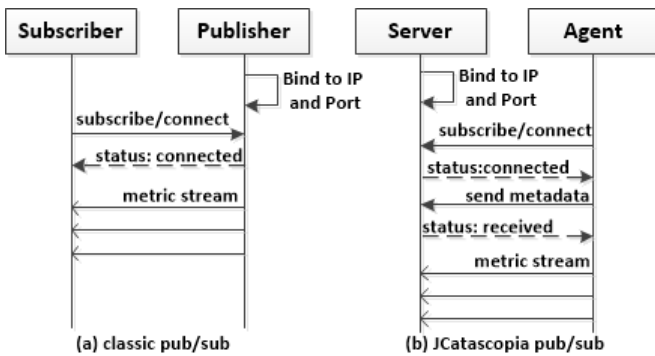 Subscriber
Publisher
Bind to IP
and Port
subscribe/connect
status: connected
metric stream
(a) classic pub/sub
Server
Agent
Bind to IP
and Port
subscribe/connect
status:connected
send metadata
status: received
metric stream
(b) JCatascopia pub/sub